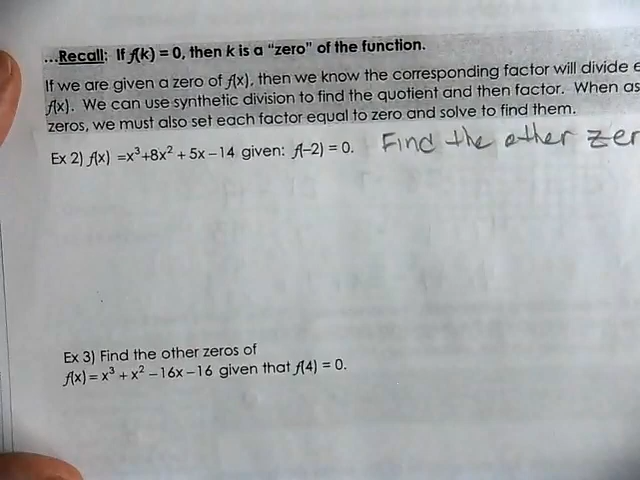 ...Recall: If f(k) = 0, then k is a "zero" of the function.
If we are given a zero of f(x), then we know the corresponding factor will divide
f(x). We can use synthetic division to find the quotient and then factor. When
zeros, we must also set each factor equal to zero and solve to find them.
Ex 2) f(x) =x³+8x² + 5x – 14 given: f(–2) = 0. Find the other
Ex 3) Find the other zeros of
f(x) = x³ + x² – 16x – 16 given that f(4) = 0.